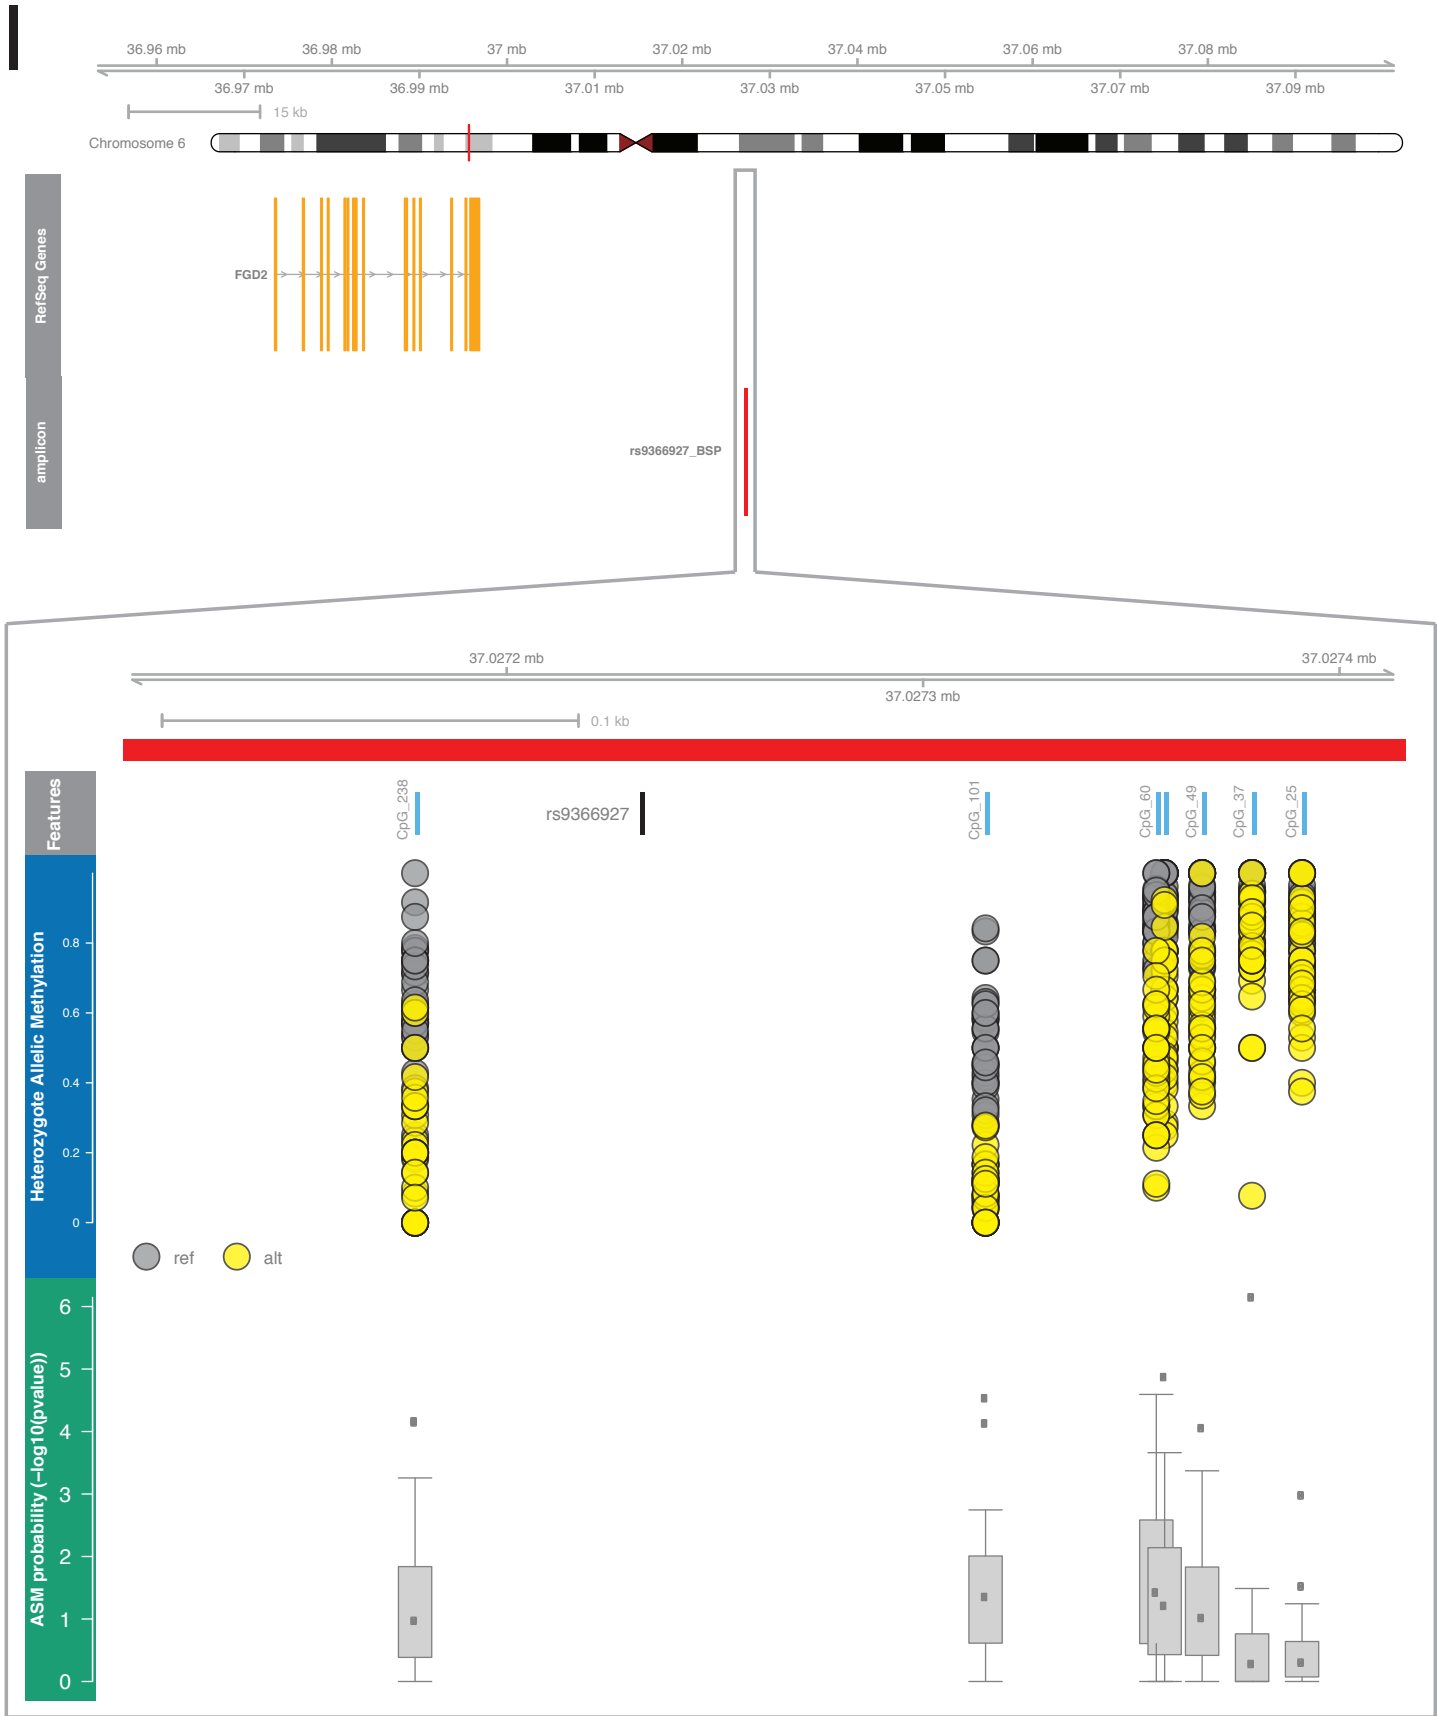 36.96 mb 36.98 mb 37 mb 37.02 mb 37.04 mb 37.06 mb 37.08 mb
36.97 mb 36.99 mb 37.01 mb 37.03 mb 37.05 mb 37.07 mb 37.09 mb
15 kb
Chromosome 6
RefSeq Genes
FGD2
amplicon
rs9366927_BSP
37.0272 mb 37.0274 mb
37.0273 mb
0.1 kb
Features
CpG_238
rs9366927
CpG_101
CpG_60
CpG_49
CpG_37
CpG_25
Heterozygote Allelic Methylation
0.8
0.6
0.4
0.2
0
ref alt
ASM probability (−log10(pvalue))
6
5
4
3
2
1
0